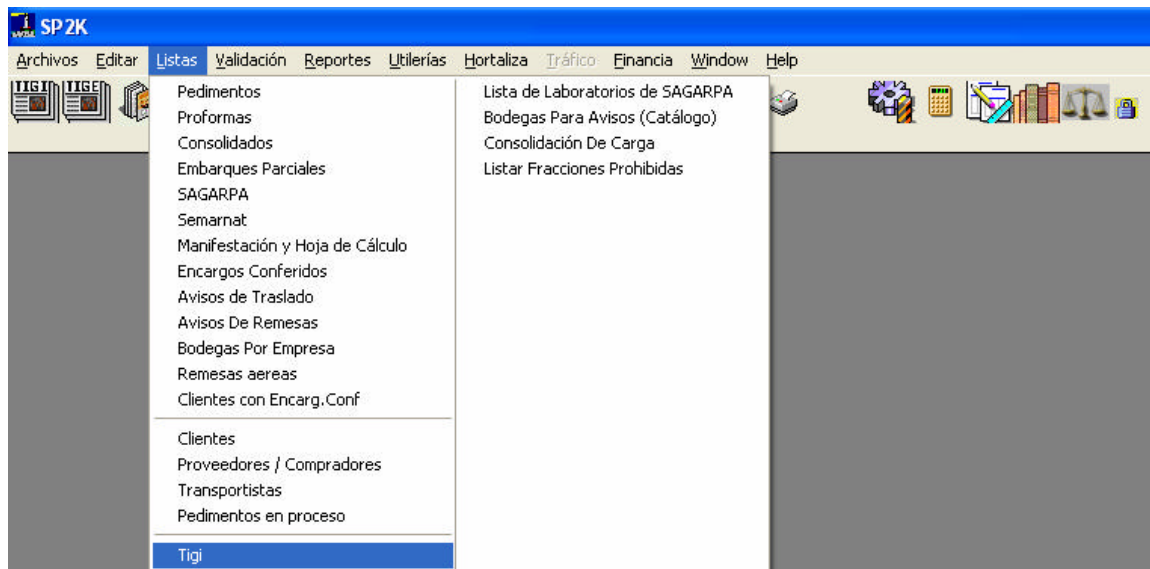 SP2K
Archivos Editar Listas Validación Reportes Utilerías Hortaliza Tráfico Financia Window Help
TIGI TIGE
Pedimentos
Proformas
Consolidados
Embarques Parciales
SAGARPA
Semarnat
Manifestación y Hoja de Cálculo
Encargos Conferidos
Avisos de Traslado
Avisos De Remesas
Bodegas Por Empresa
Remesas aereas
Clientes con Encarg.Conf
Clientes
Proveedores / Compradores
Transportistas
Pedimentos en proceso
Tigi
Lista de Laboratorios de SAGARPA
Bodegas Para Avisos (Catálogo)
Consolidación De Carga
Listar Fracciones Prohibidas